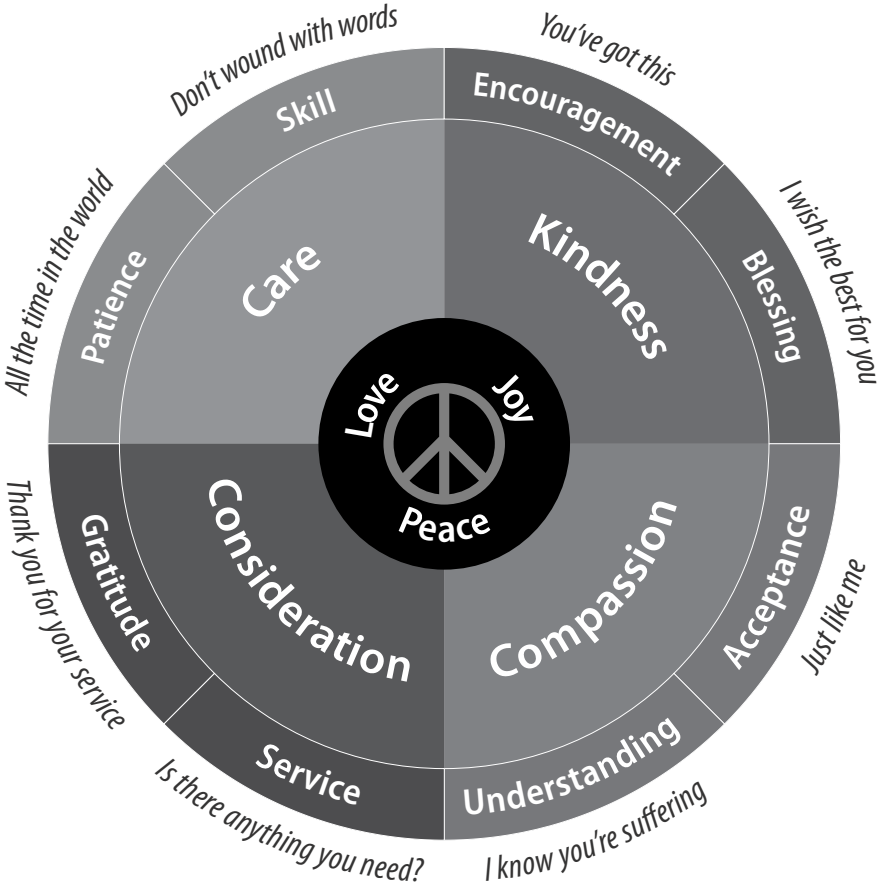 Don't wound with words
You've got this
Skill
Encouragement
All the time in the world
I wish the best for you
Patience
Blessing
Care
Kindness
Love
Joy
Peace
Consideration
Compassion
Gratitude
Acceptance
Thank you for your service
Just like me
Service
Understanding
Is there anything you need?
I know you're suffering